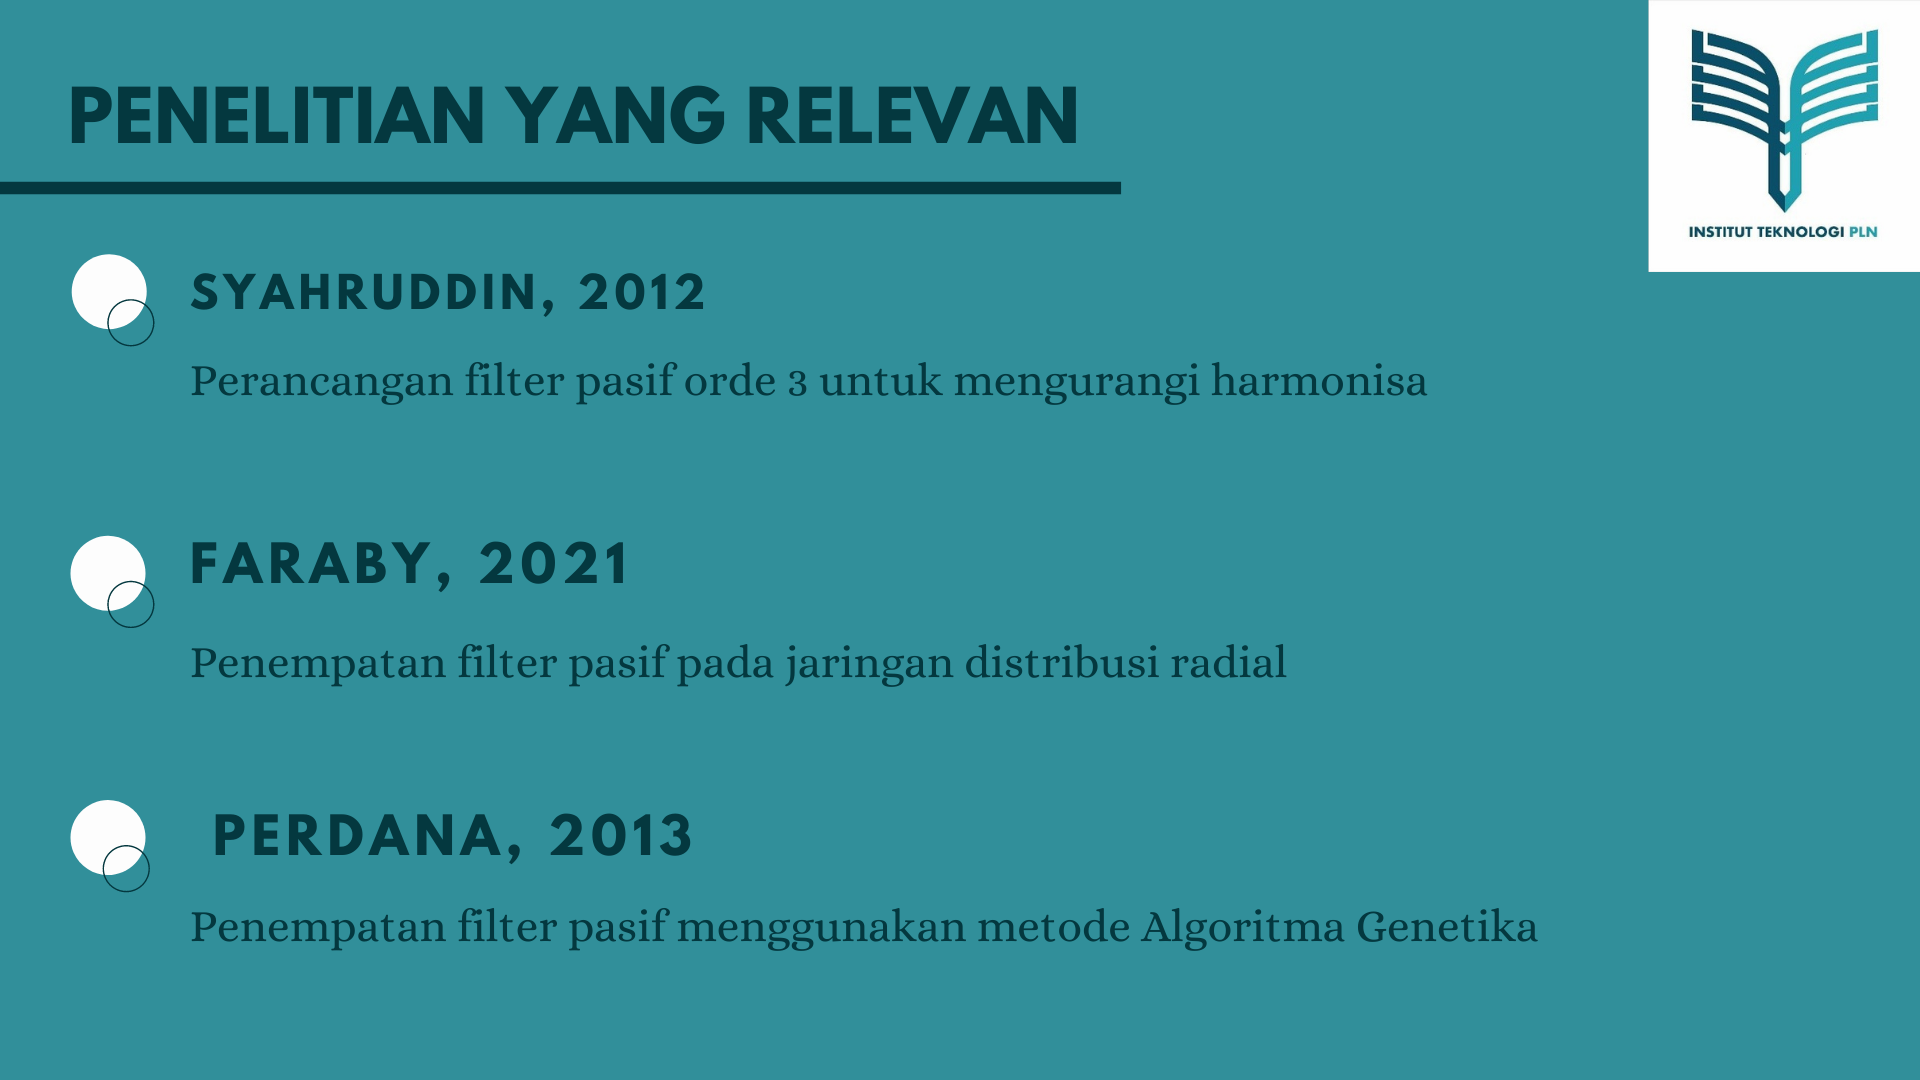 PENELITIAN YANG RELEVAN
INSTITUT TEKNOLOGI PLN
SYAHRUDDIN, 2012
Perancangan filter pasif orde 3 untuk mengurangi harmonisa
FARABY, 2021
Penempatan filter pasif pada jaringan distribusi radial
PERDANA, 2013
Penempatan filter pasif menggunakan metode Algoritma Genetika